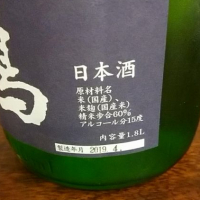 日本酒
原材料名
米(国産)、
米麹(国産米)
精米歩合60%
アルコール分15度
内容量1.8L
製造年月 2019. 4.